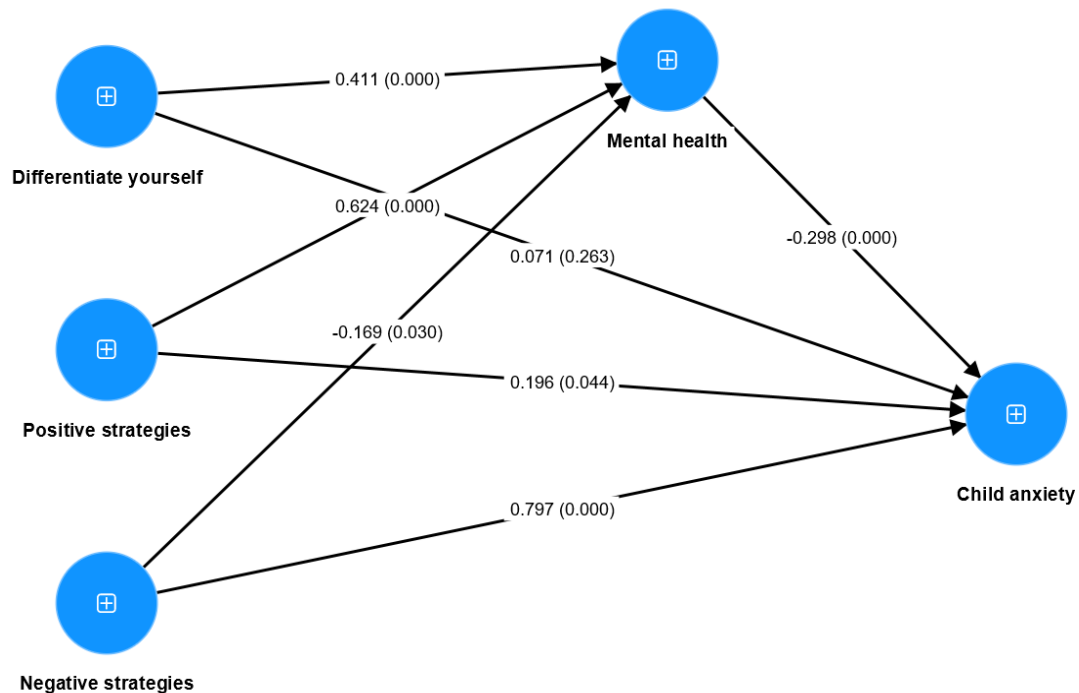 0.411 (0.000)
Mental health
Differentiate yourself
0.624 (0.000)
-0.298 (0.000)
0.071 (0.263)
-0.169 (0.030)
0.196 (0.044)
Positive strategies
Child anxiety
0.797 (0.000)
Negative strategies